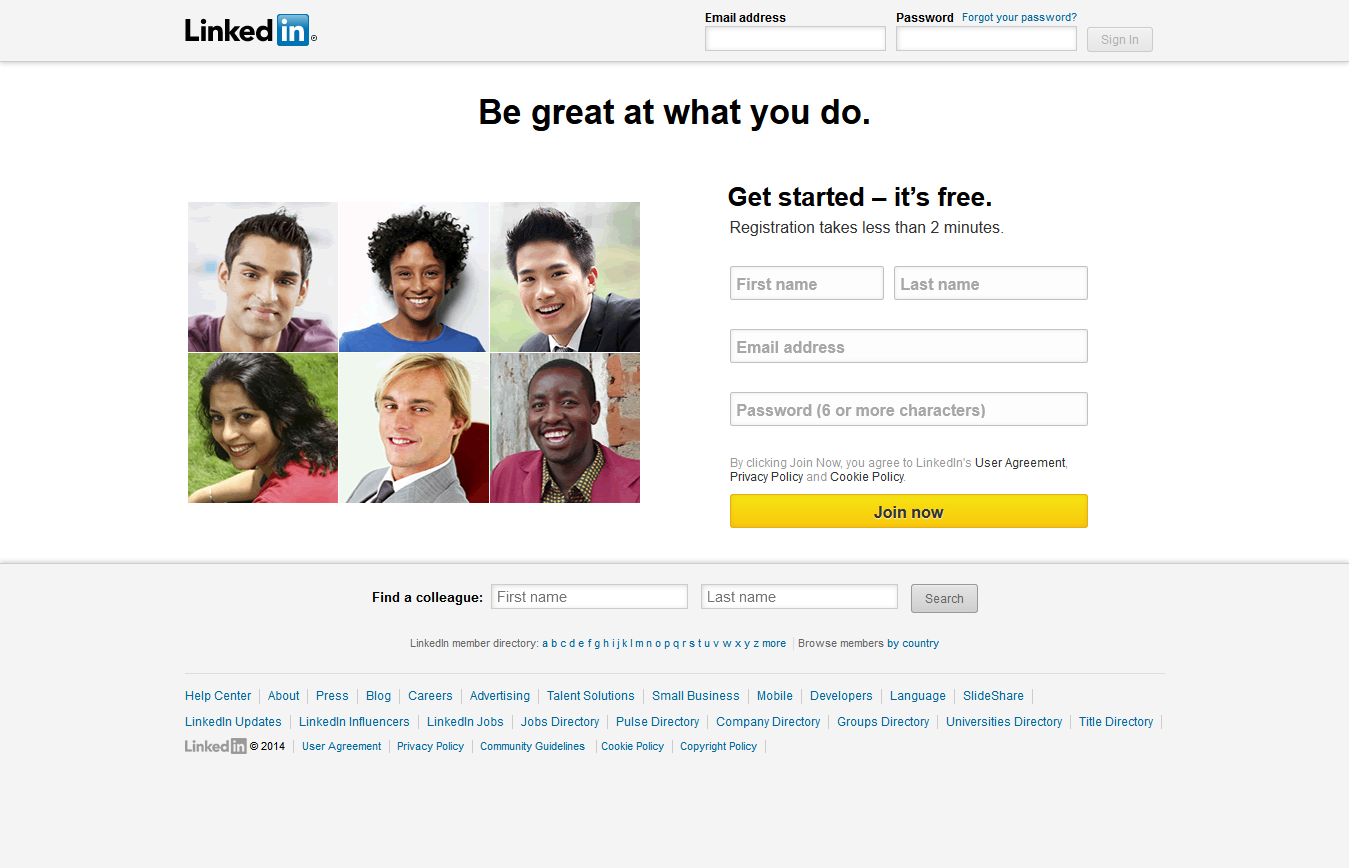 Linked in
Email address
Password Forgot your password?
Sign In
Be great at what you do.
Get started – it’s free.
Registration takes less than 2 minutes.
First name Last name
Email address
Password (6 or more characters)
By clicking Join Now, you agree to LinkedIn's User Agreement,
Privacy Policy and Cookie Policy.
Join now
Find a colleague: First name Last name Search
LinkedIn member directory: a b c d e f g h i j k l m n o p q r s t u v w x y z more Browse members by country
Help Center About Press Blog Careers Advertising Talent Solutions Small Business Mobile Developers Language SlideShare
LinkedIn Updates LinkedIn Influencers LinkedIn Jobs Jobs Directory Pulse Directory Company Directory Groups Directory Universities Directory Title Directory
Linked in © 2014 User Agreement Privacy Policy Community Guidelines Cookie Policy Copyright Policy